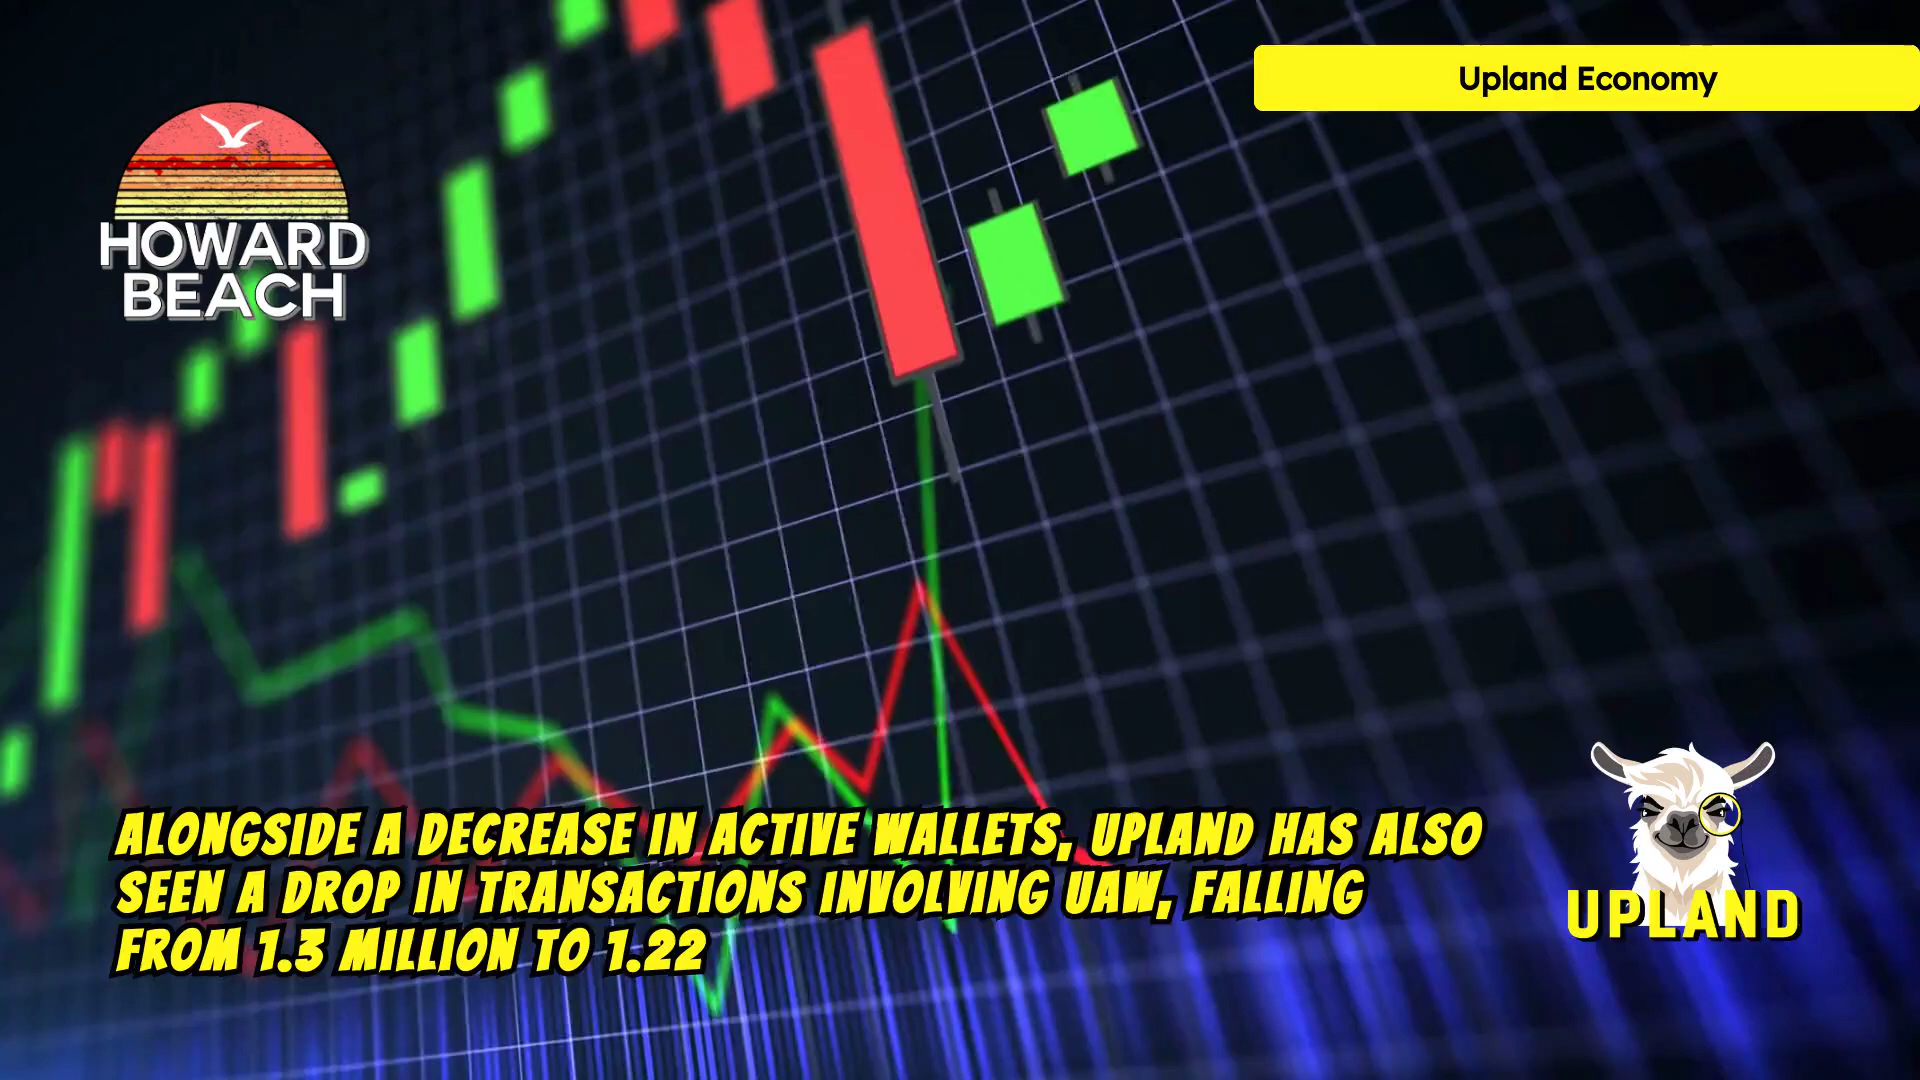 Upland Economy
HOWARD
BEACH
ALONGSIDE A DECREASE IN ACTIVE WALLETS, UPLAND HAS ALSO
SEEN A DROP IN TRANSACTIONS INVOLVING UAW, FALLING
FROM 1.3 MILLION TO 1.22
UPLAND